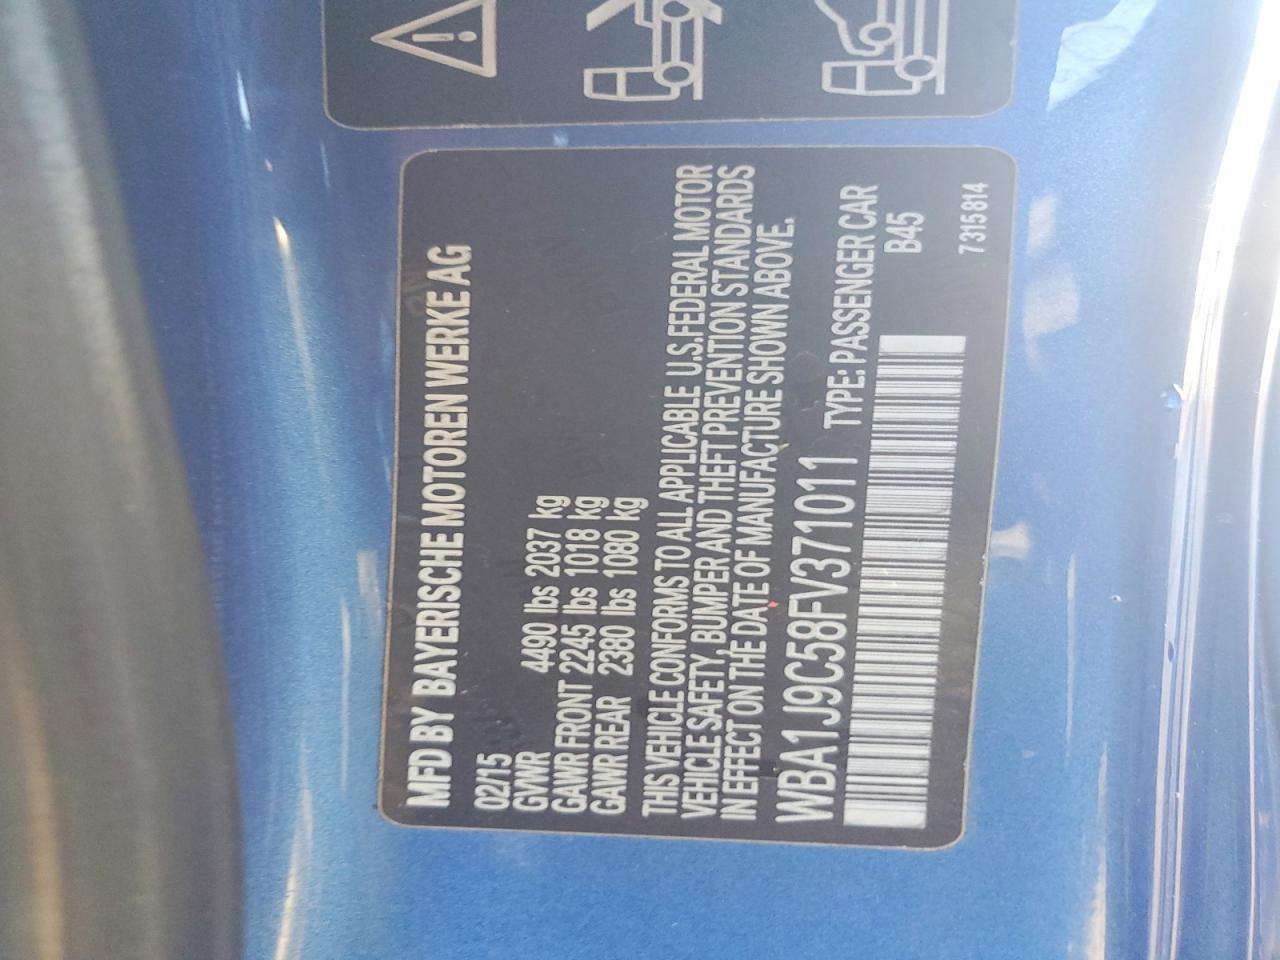 MFD BY BAYERISCHE MOTOREN WERKE AG
02/15
GVWR 4490 lbs 2037 kg
GAWR FRONT 2245 lbs 1018 kg
GAWR REAR 2380 lbs 1080 kg
THIS VEHICLE CONFORMS TO ALL APPLICABLE U.S.FEDERAL MOTOR
VEHICLE SAFETY, BUMPER AND THEFT PREVENTION STANDARDS
IN EFFECT ON THE DATE OF MANUFACTURE SHOWN ABOVE.
WBA1J9C58FV371011 TYPE: PASSENGER CAR
B45
7315814